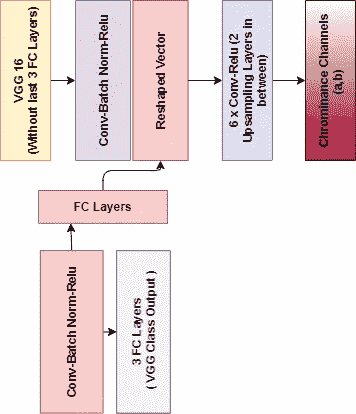 VGG 16
(Without last 3 FC Layers)
Conv-Batch Norm-Relu
Reshaped Vector
6 x Conv-Relu (2
Upsampling Layers in
between)
Chrominance Channels
(a,b)
FC Layers
Conv-Batch Norm-Relu
3 FC Layers
( VGG Class Output )